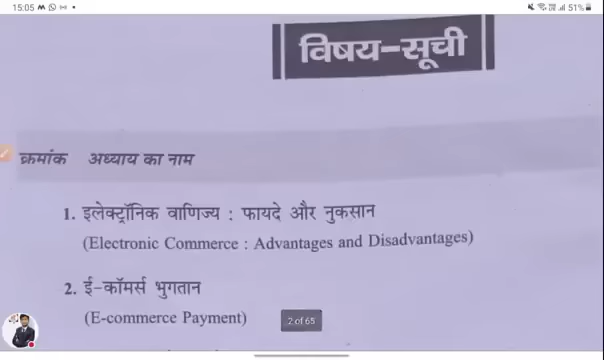 15:05
51%
विषय-सूची
क्रमांक अध्याय का नाम
1. इलेक्ट्रॉनिक वाणिज्य : फायदे और नुकसान
(Electronic Commerce : Advantages and Disadvantages)
2. ई-कॉमर्स भुगतान
(E-commerce Payment)
2 of 65